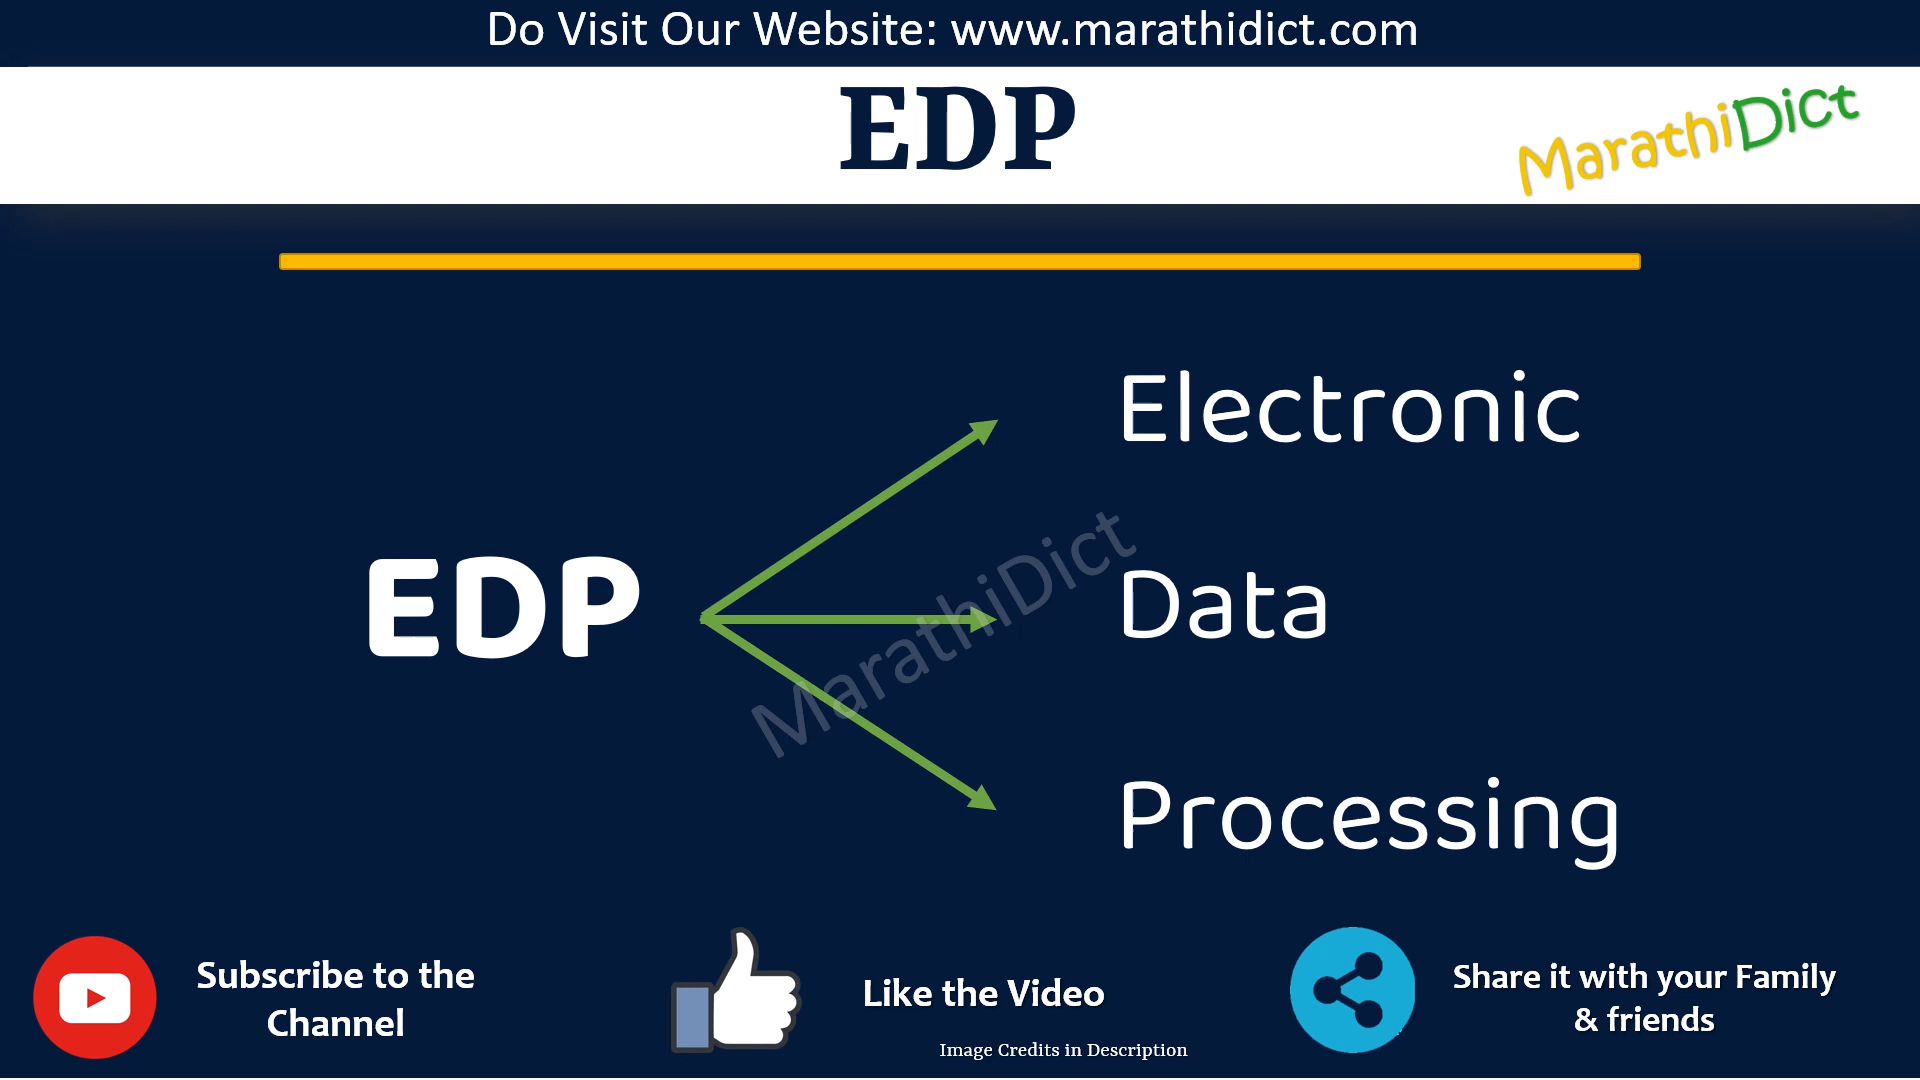 Do Visit Our Website: www.marathidict.com
EDP
MarathiDict
Electronic
EDP
Data
MarathiDict
Processing
Subscribe to the
Channel
Like the Video
Share it with your Family
& friends
Image Credits in Description